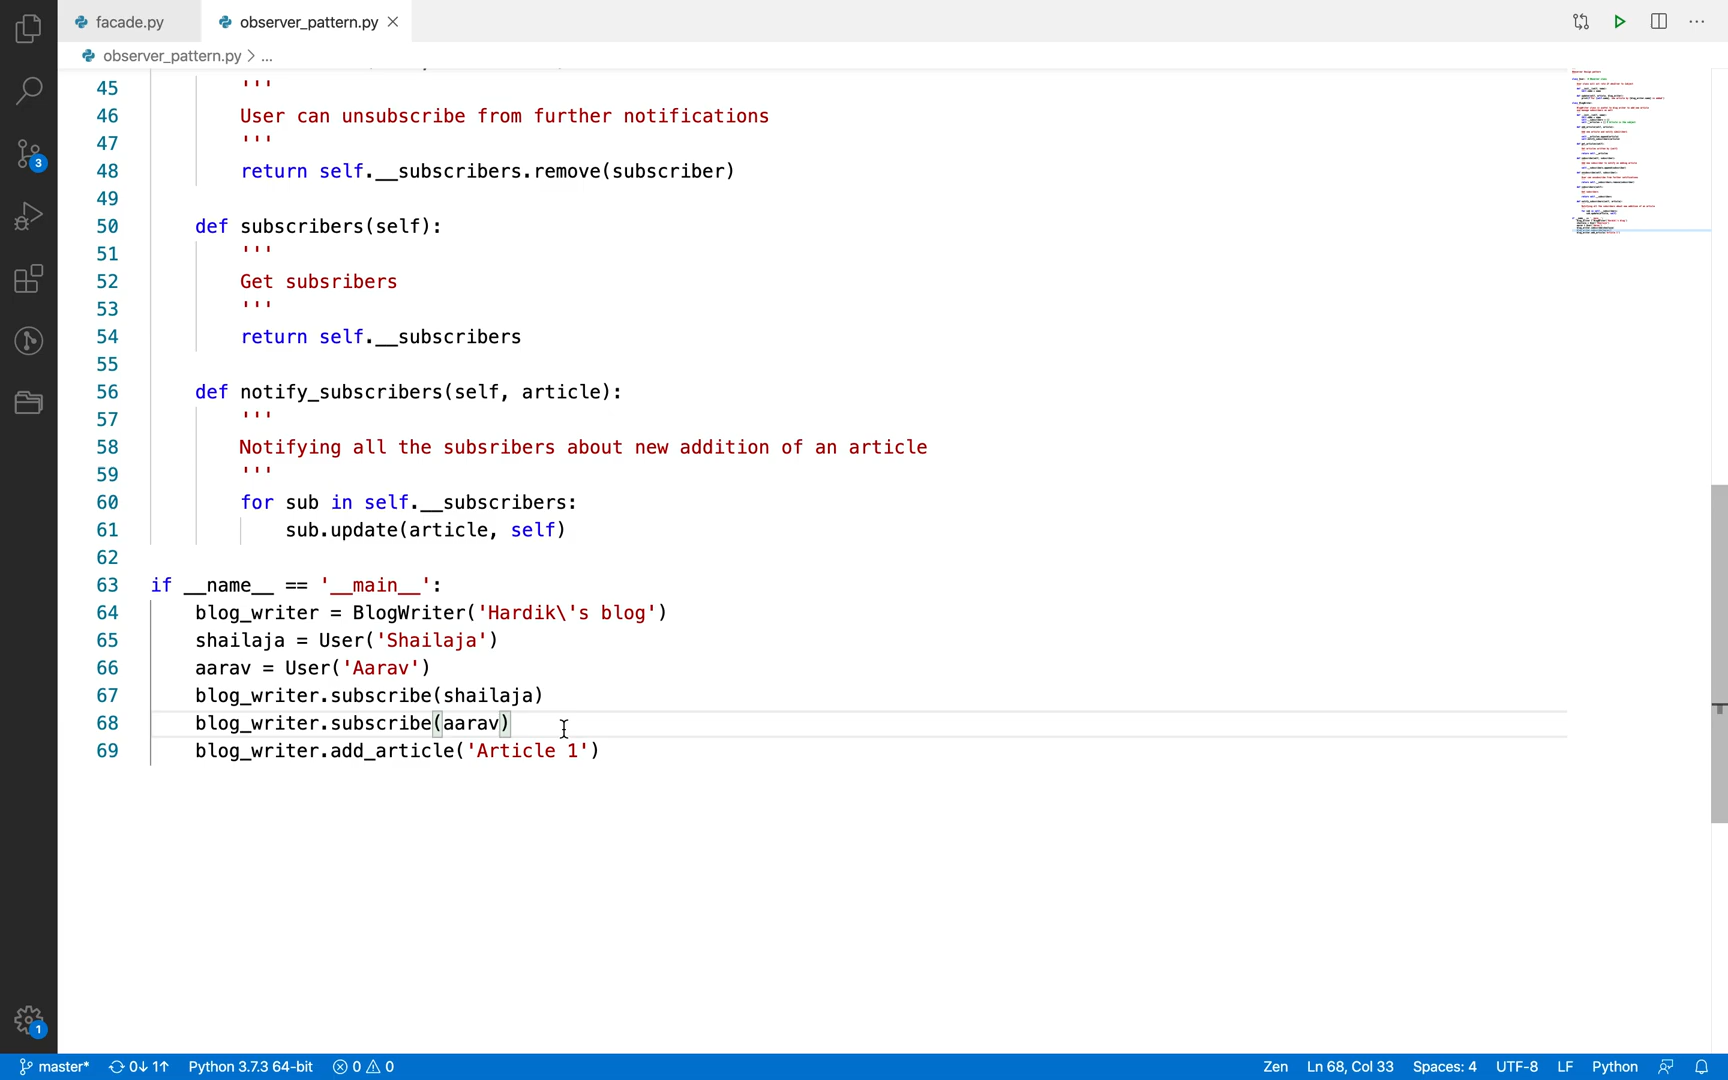 facade.py
observer_pattern.py
observer_pattern.py > ...
45 '''
46 User can unsubscribe from further notifications
47 '''
48 return self.__subscribers.remove(subscriber)
49
50 def subscribers(self):
51 '''
52 Get subsribers
53 '''
54 return self.__subscribers
55
56 def notify_subscribers(self, article):
57 '''
58 Notifying all the subsribers about new addition of an article
59 '''
60 for sub in self.__subscribers:
61 sub.update(article, self)
62
63 if __name__ == '__main__':
64 blog_writer = BlogWriter('Hardik\'s blog')
65 shailaja = User('Shailaja')
66 aarav = User('Aarav')
67 blog_writer.subscribe(shailaja)
68 blog_writer.subscribe(aarav)
69 blog_writer.add_article('Article 1')
3
1
master* 0↓ 1↑ Python 3.7.3 64-bit 0 0 Zen Ln 68, Col 33 Spaces: 4 UTF-8 LF Python